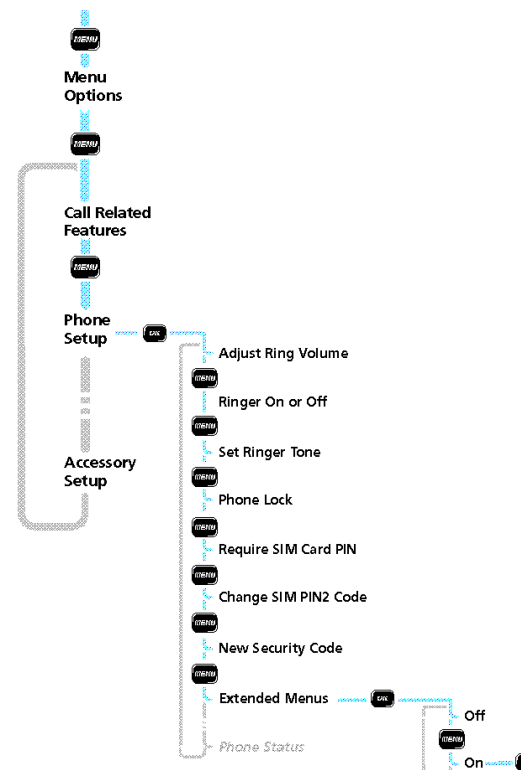 MENU
Menu
Options
MENU
Call Related
Features
MENU
Phone
Setup
OK
Adjust Ring Volume
MENU
Ringer On or Off
MENU
Set Ringer Tone
MENU
Phone Lock
MENU
Require SIM Card PIN
MENU
Change SIM PIN2 Code
MENU
New Security Code
MENU
Extended Menus
OK
Off
MENU
On
Phone Status
Accessory
Setup